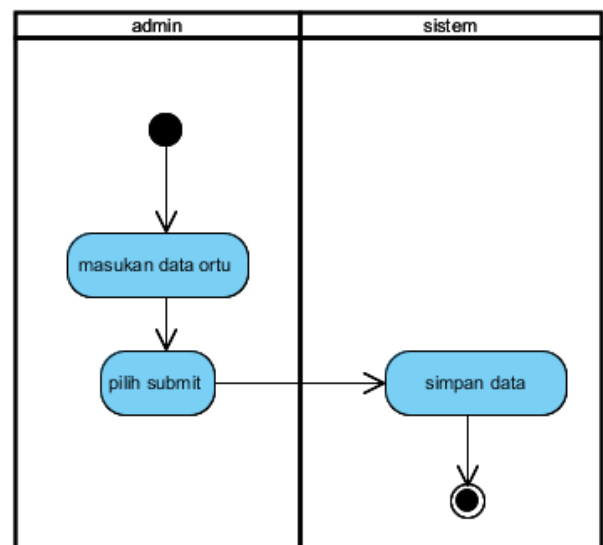 admin
sistem
masukan data ortu
pilih submit
simpan data